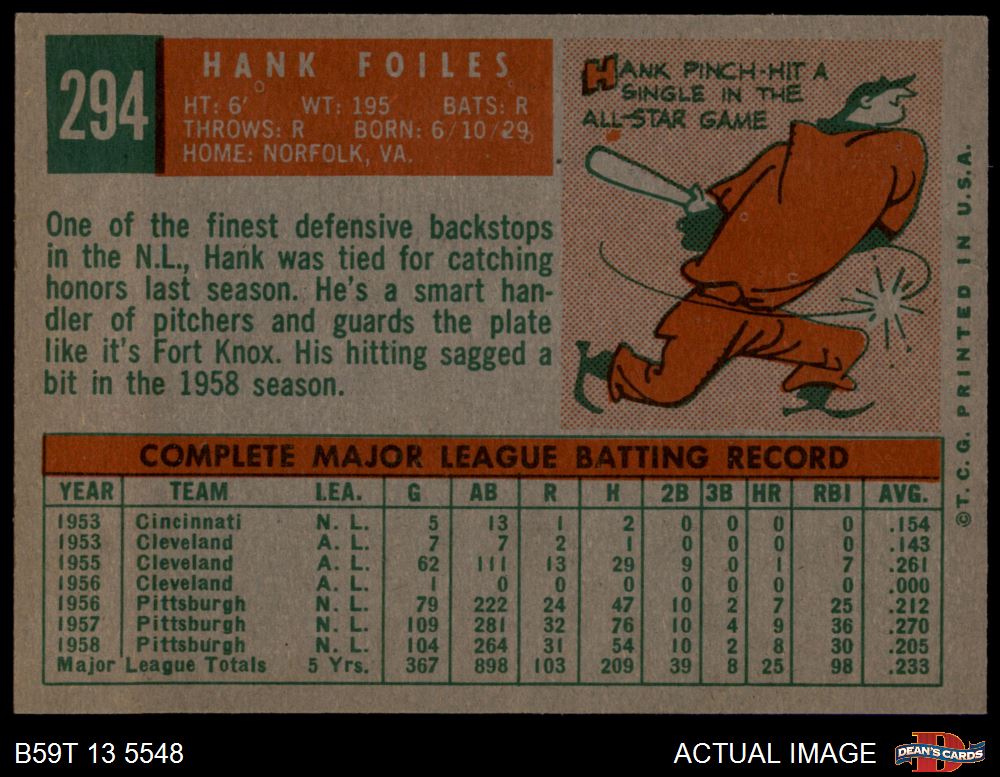 294
HANK FOILES
HT: 6' WT: 195 BATS: R
THROWS: R BORN: 6/10/29
HOME: NORFOLK, VA.
HANK PINCH-HIT A
SINGLE IN THE
ALL-STAR GAME
One of the finest defensive backstops
in the N.L., Hank was tied for catching
honors last season. He's a smart han-
dler of pitchers and guards the plate
like it's Fort Knox. His hitting sagged a
bit in the 1958 season.
COMPLETE MAJOR LEAGUE BATTING RECORD
YEAR TEAM LEA. G AB R H 2B 3B HR RBI AVG.
1953 Cincinnati N. L. 5 13 1 2 0 0 0 0 .154
1953 Cleveland A. L. 7 7 2 1 0 0 0 0 .143
1955 Cleveland A. L. 62 111 13 29 9 0 1 7 .261
1956 Cleveland A. L. 1 0 0 0 0 0 0 0 .000
1956 Pittsburgh N. L. 79 222 24 47 10 2 7 25 .212
1957 Pittsburgh N. L. 109 281 32 76 10 4 9 36 .270
1958 Pittsburgh N. L. 104 264 31 54 10 2 8 30 .205
Major League Totals 5 Yrs. 367 898 103 209 39 8 25 98 .233
©T. C. G. PRINTED IN U.S.A.
B59T 13 5548
ACTUAL IMAGE
D
DEAN'S CARDS